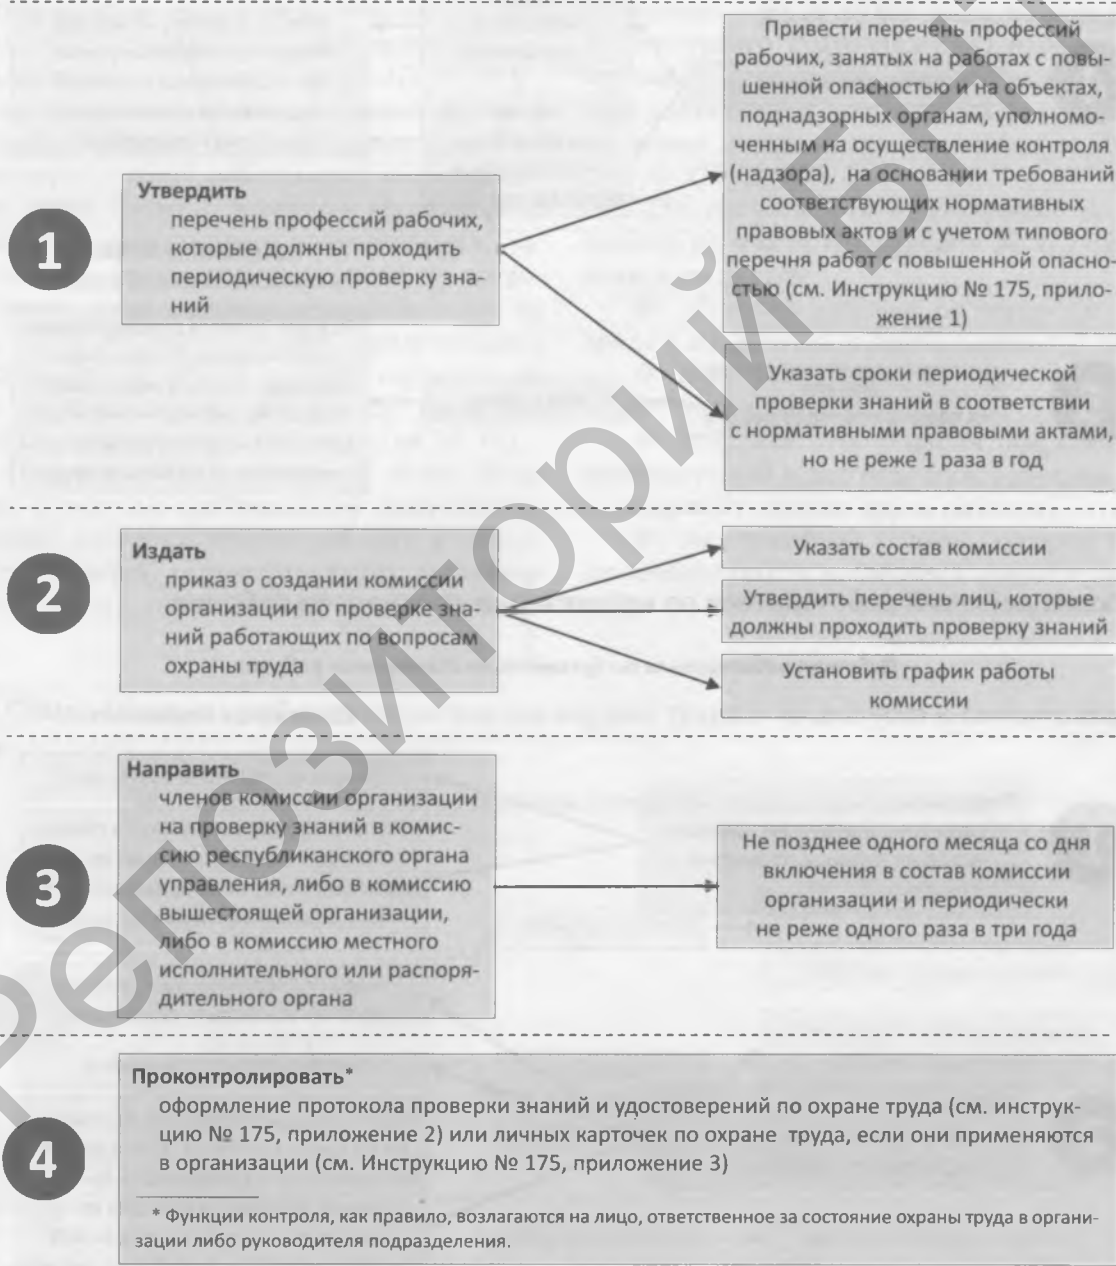 1
Утвердить
перечень профессий рабочих,
которые должны проходить
периодическую проверку зна-
ний
Привести перечень профессий
рабочих, занятых на работах с повы-
шенной опасностью и на объектах,
поднадзорных органам, уполномо-
ченным на осуществление контроля
(надзора), на основании требований
соответствующих нормативных
правовых актов и с учетом типового
перечня работ с повышенной опасно-
стью (см. Инструкцию № 175, прило-
жение 1)
Указать сроки периодической
проверки знаний в соответствии
с нормативными правовыми актами,
но не реже 1 раза в год
2
Издать
приказ о создании комиссии
организации по проверке зна-
ний работающих по вопросам
охраны труда
Указать состав комиссии
Утвердить перечень лиц, которые
должны проходить проверку знаний
Установить график работы
комиссии
3
Направить
членов комиссии организации
на проверку знаний в комис-
сию республиканского органа
управления, либо в комиссию
вышестоящей организации,
либо в комиссию местного
исполнительного или распоря-
дительного органа
Не позднее одного месяца со дня
включения в состав комиссии
организации и периодически
не реже одного раза в три года
4
Проконтролировать*
оформление протокола проверки знаний и удостоверений по охране труда (см. инструк-
цию № 175, приложение 2) или личных карточек по охране труда, если они применяются
в организации (см. Инструкцию № 175, приложение 3)
* Функции контроля, как правило, возлагаются на лицо, ответственное за состояние охраны труда в органи-
зации либо руководителя подразделения.
Репозиторий БНТ